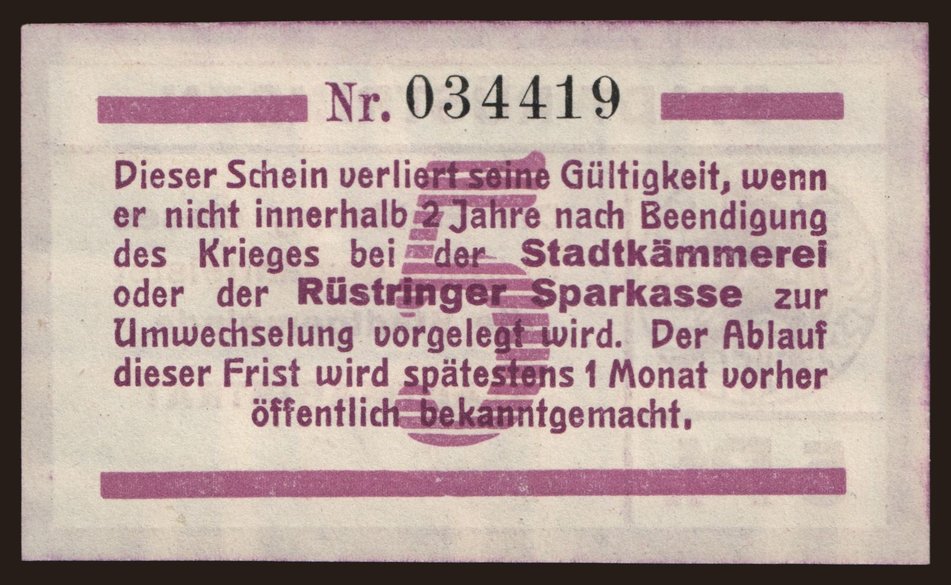 Nr. 034419
Dieser Schein verliert seine Gültigkeit, wenn
er nicht innerhalb 2 Jahre nach Beendigung
des Krieges bei der Stadtkämmerei
oder der Rüstringer Sparkasse zur
Umwechselung vorgelegt wird. Der Ablauf
dieser Frist wird spätestens 1 Monat vorher
öffentlich bekanntgemacht.
5